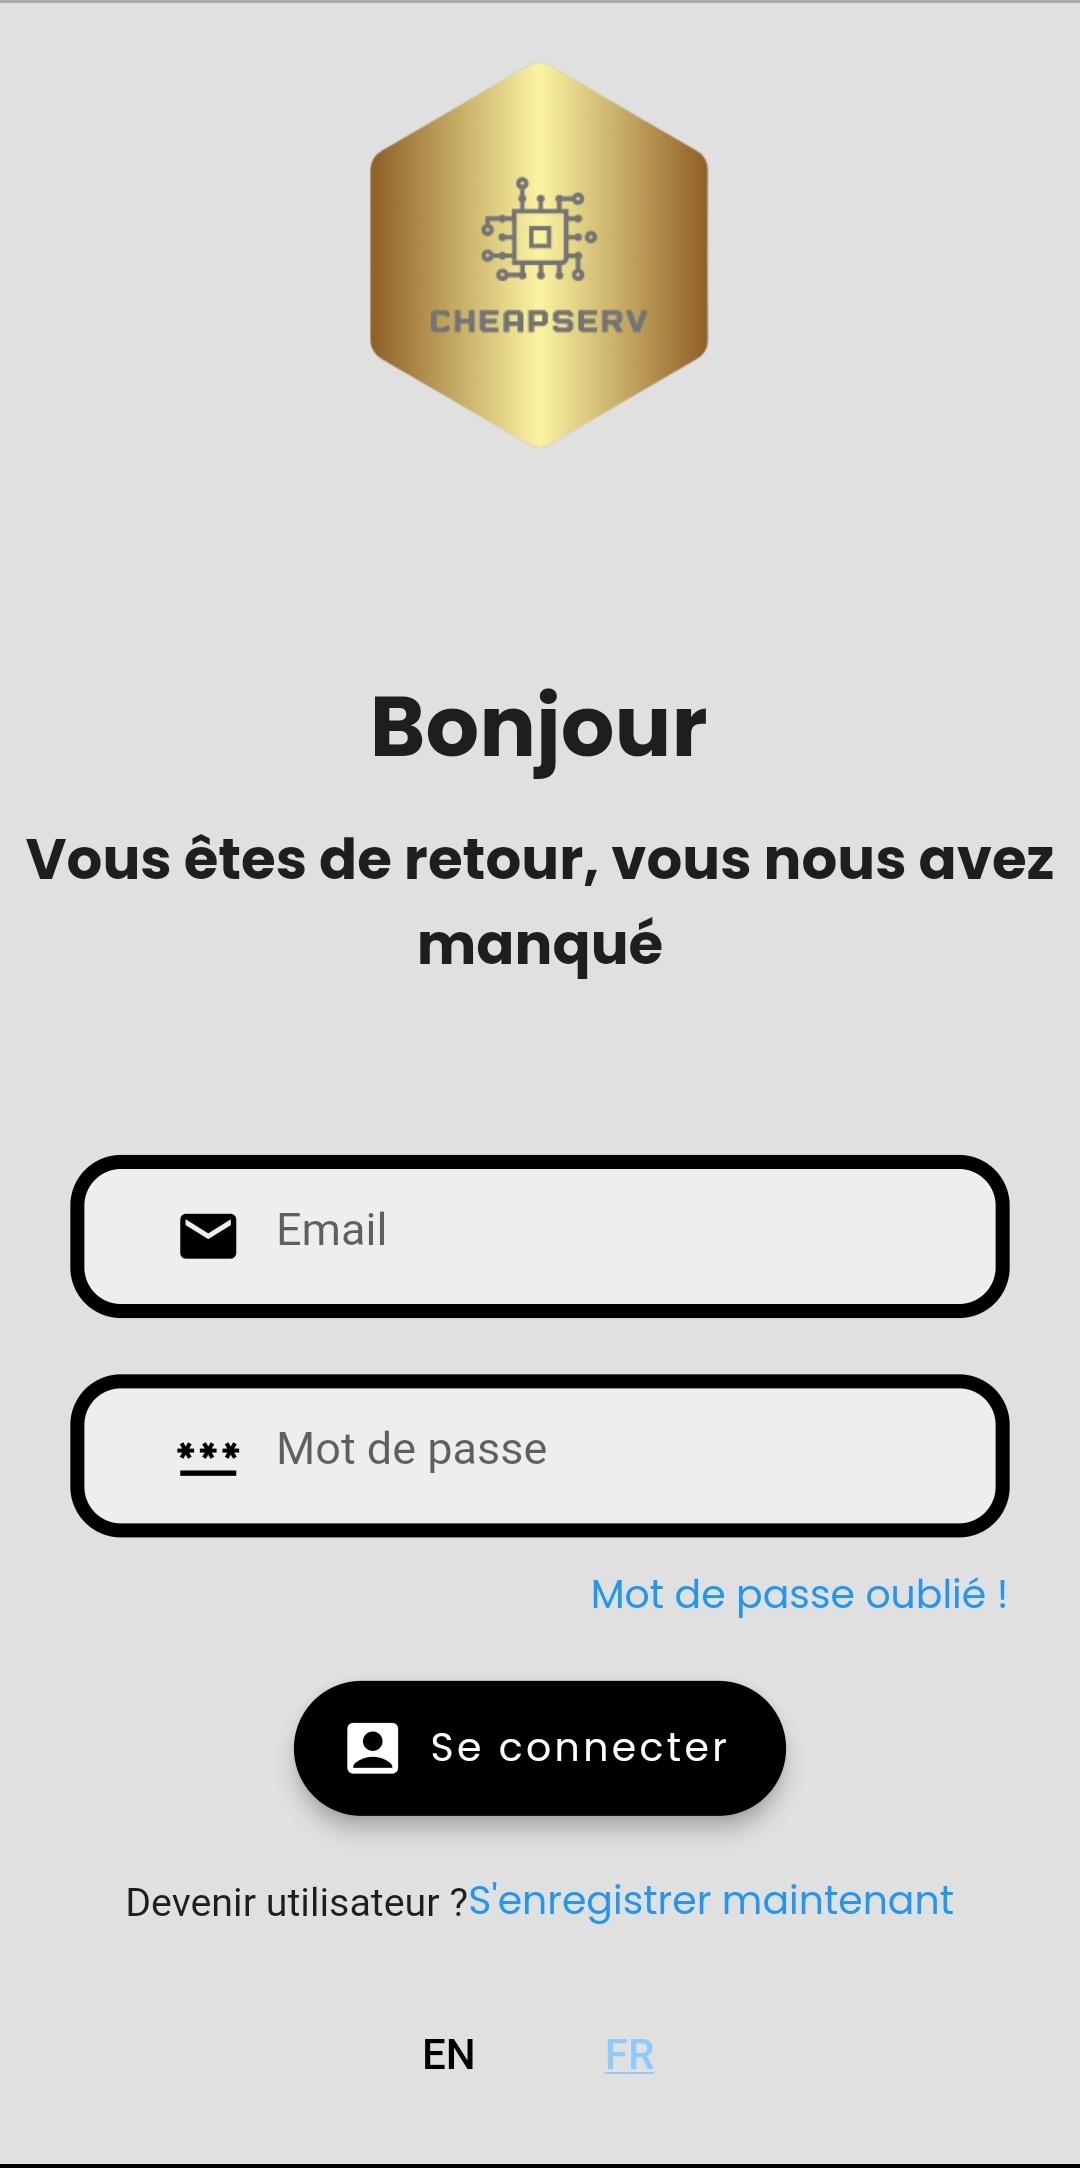 CHEAPSERV
Bonjour
Vous êtes de retour, vous nous avez
manqué
Email
Mot de passe
Mot de passe oublié !
Se connecter
Devenir utilisateur ?S'enregistrer maintenant
EN FR